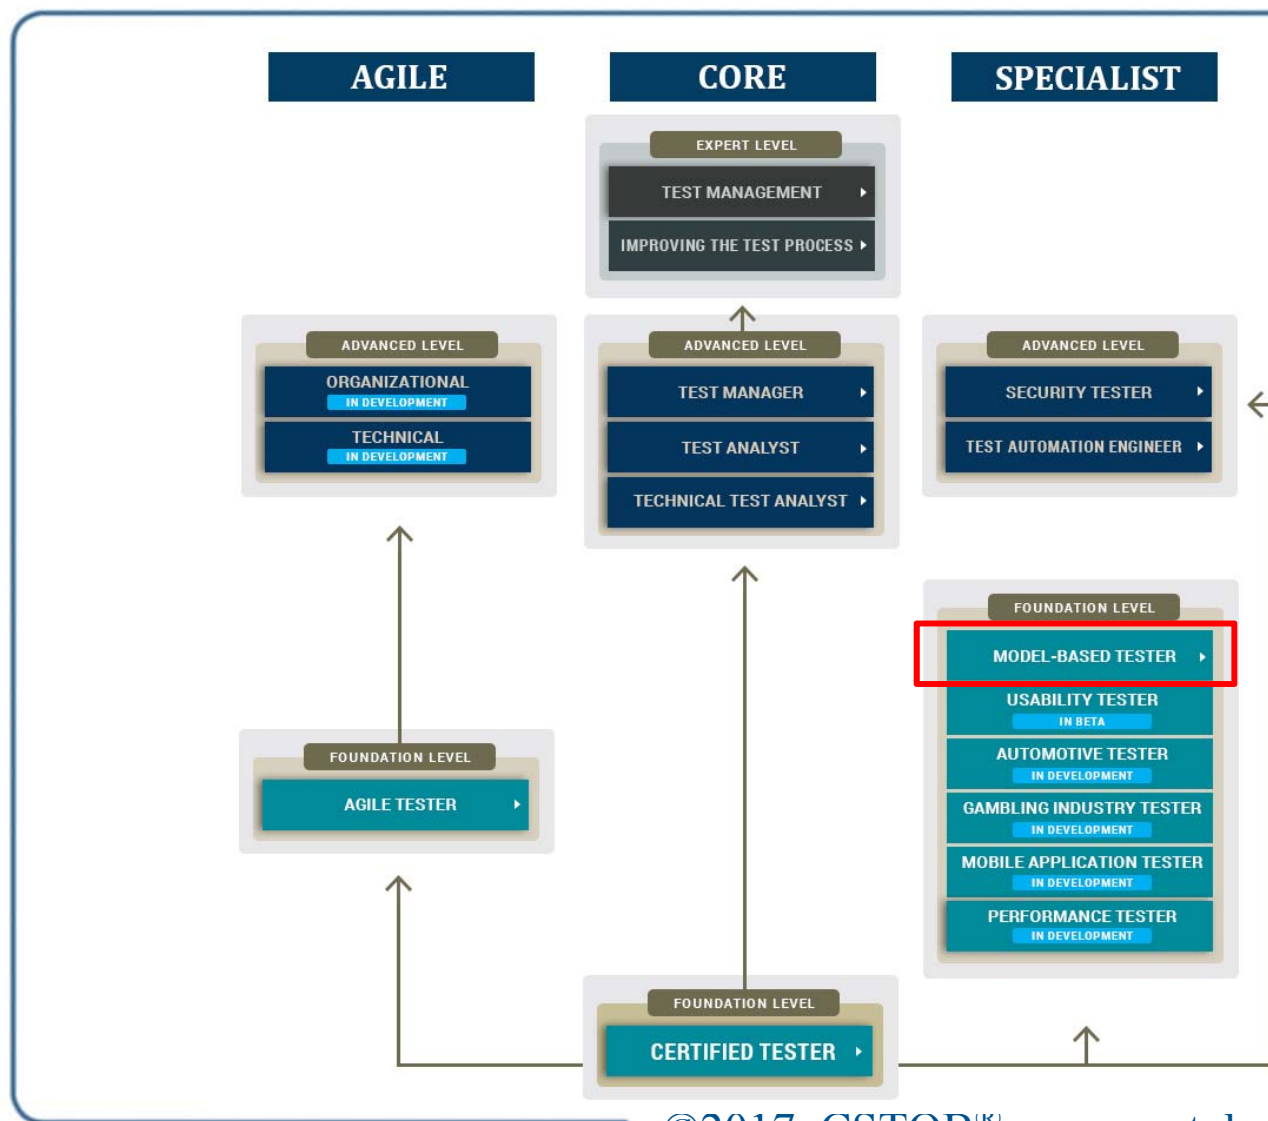 AGILE
CORE
SPECIALIST
EXPERT LEVEL
TEST MANAGEMENT
IMPROVING THE TEST PROCESS
ADVANCED LEVEL
ORGANIZATIONAL
IN DEVELOPMENT
TECHNICAL
IN DEVELOPMENT
ADVANCED LEVEL
TEST MANAGER
TEST ANALYST
TECHNICAL TEST ANALYST
ADVANCED LEVEL
SECURITY TESTER
TEST AUTOMATION ENGINEER
FOUNDATION LEVEL
MODEL-BASED TESTER
USABILITY TESTER
IN BETA
AUTOMOTIVE TESTER
IN DEVELOPMENT
GAMBLING INDUSTRY TESTER
IN DEVELOPMENT
MOBILE APPLICATION TESTER
IN DEVELOPMENT
PERFORMANCE TESTER
IN DEVELOPMENT
FOUNDATION LEVEL
AGILE TESTER
FOUNDATION LEVEL
CERTIFIED TESTER
©2017 CSTQB®